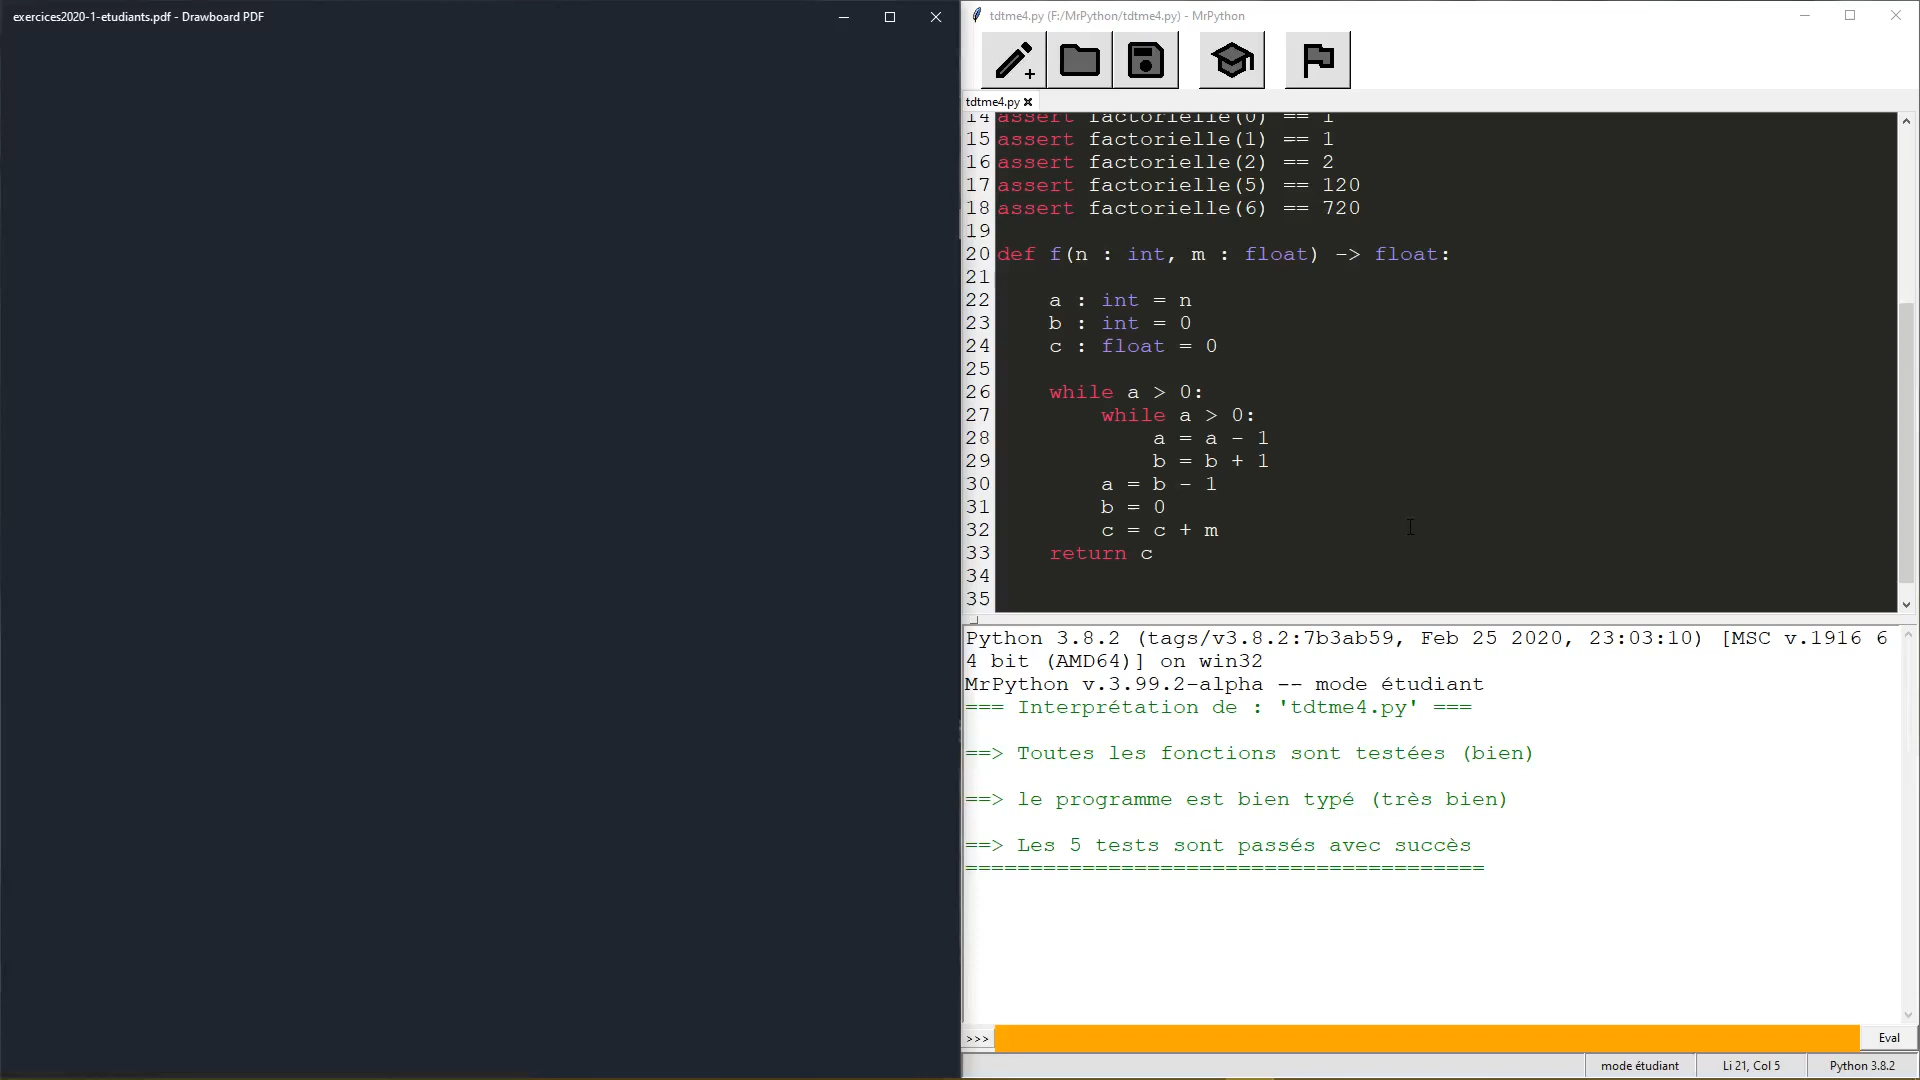 exercices2020-1-etudiants.pdf - Drawboard PDF
tdtme4.py (F:/MrPython/tdtme4.py) - MrPython
tdtme4.py
14 assert factorielle(0) == 1
15 assert factorielle(1) == 1
16 assert factorielle(2) == 2
17 assert factorielle(5) == 120
18 assert factorielle(6) == 720
19
20 def f(n : int, m : float) -> float:
21
22     a : int = n
23     b : int = 0
24     c : float = 0
25
26     while a > 0:
27         while a > 0:
28             a = a - 1
29             b = b + 1
30         a = b - 1
31         b = 0
32         c = c + m
33     return c
34
35
Python 3.8.2 (tags/v3.8.2:7b3ab59, Feb 25 2020, 23:03:10) [MSC v.1916 6
4 bit (AMD64)] on win32
MrPython v.3.99.2-alpha -- mode étudiant
=== Interprétation de : 'tdtme4.py' ===
==> Toutes les fonctions sont testées (bien)
==> le programme est bien typé (très bien)
==> Les 5 tests sont passés avec succès
========================================
>>>
Eval
mode étudiant
Li 21, Col 5
Python 3.8.2